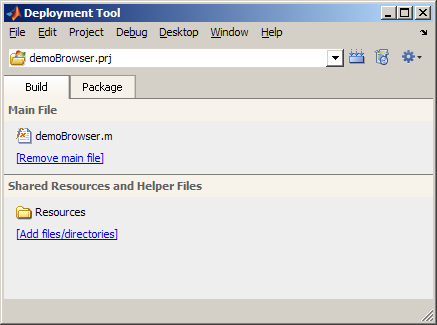 Deployment Tool
File Edit Project Debug Desktop Window Help
demoBrowser.prj
Build Package
Main File
demoBrowser.m
[Remove main file]
Shared Resources and Helper Files
Resources
[Add files/directories]